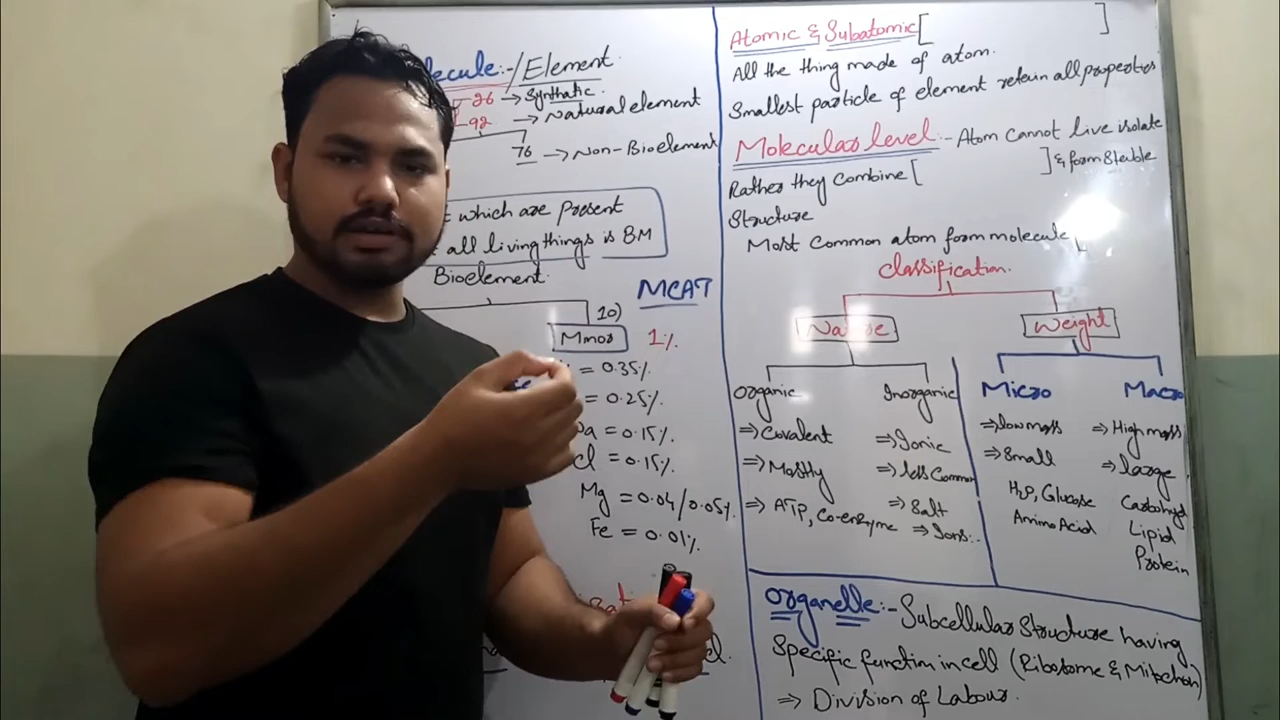 ecule:-/Element
26 → Synthatic.
92 → Natural element
76 → Non-Bioelement
t which are present
all living things is BM
Bioelement.
MCAT
10)
Minor 1%.
= 0.35%.
= 0.25%.
a = 0.15%.
cl = 0.15%.
Mg = 0.04/0.05%.
Fe = 0.01%.
Atomic & Subatomic [ ]
All the thing made of atom.
Smallest particle of element retain all properties
Molecular level:- Atom cannot live isolate
Rather they Combine [ ] & form Stable
Structure
Most Common atom form molecule
classification.
Nature
Weight
Organic
⇒ Covalent
⇒ Mostly
⇒ ATP, Co-enzyme
Inorganic
⇒ Ionic
⇒ less Common
⇒ Salt
⇒ Ions..
Micro
⇒ low mass
⇒ Small
H₂O, Glucose
Amino Acid
Macro
⇒ High mass
⇒ large
Carbohyd
Lipid
Protein
Organelle:- Subcellular Structure having
Specific function in cell (Ribosome & Mitochon)
⇒ Division of Labour.